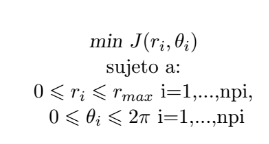 min J(r_i, θ_i)
sujeto a:
0 ⩽ r_i ⩽ r_max i=1,...,npi,
0 ⩽ θ_i ⩽ 2π i=1,...,npi